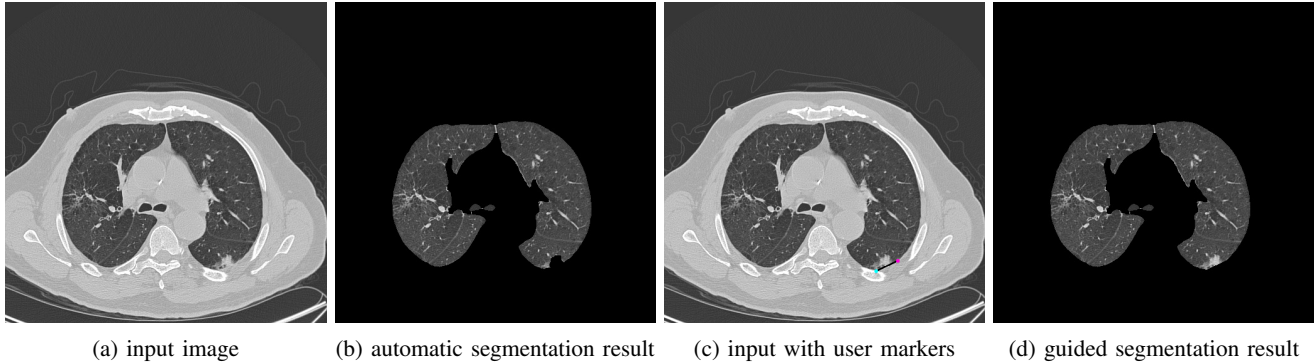 (a) input image
(b) automatic segmentation result
(c) input with user markers
(d) guided segmentation result